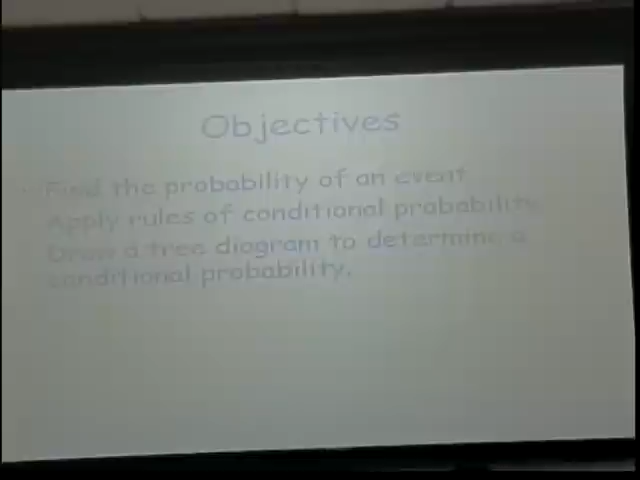 Objectives
Find the probability of an event
Apply rules of conditional probability
Draw a tree diagram to determine a
conditional probability.